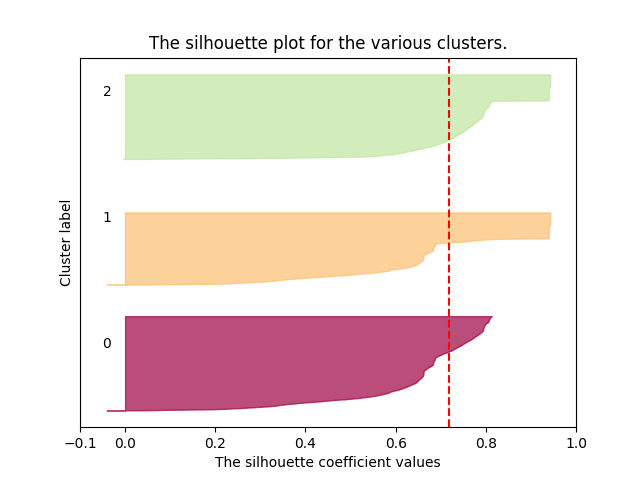 The silhouette plot for the various clusters.
2
1
0
Cluster label
−0.1 0.0 0.2 0.4 0.6 0.8 1.0
The silhouette coefficient values